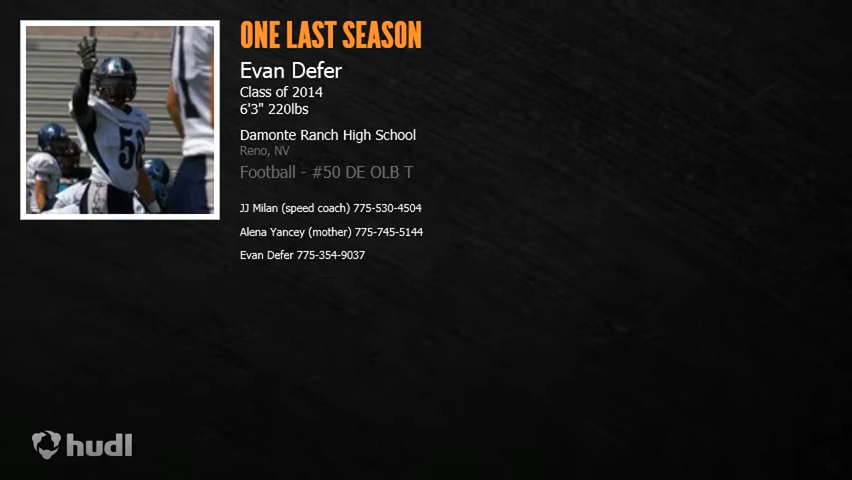 ONE LAST SEASON
Evan Defer
Class of 2014
6'3" 220lbs
Damonte Ranch High School
Reno, NV
Football - #50 DE OLB T
JJ Milan (speed coach) 775-530-4504
Alena Yancey (mother) 775-745-5144
Evan Defer 775-354-9037
50
hudl